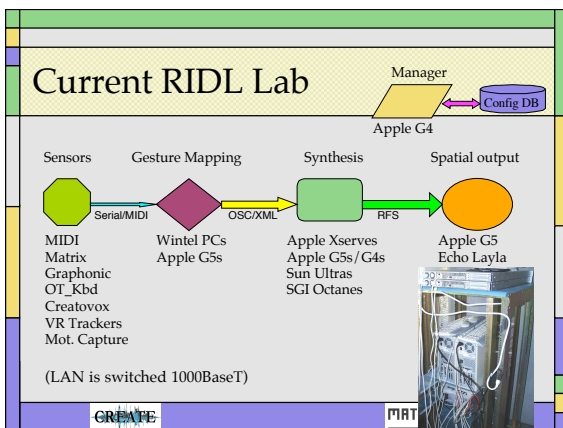 Current RIDL Lab
Manager
Config DB
Apple G4
Sensors
Gesture Mapping
Synthesis
Spatial output
Serial/MIDI
OSC/XML
RFS
MIDI
Matrix
Graphonic
OT_Kbd
Creatovox
VR Trackers
Mot. Capture
Wintel PCs
Apple G5s
Apple Xserves
Apple G5s/G4s
Sun Ultras
SGI Octanes
Apple G5
Echo Layla
(LAN is switched 1000BaseT)
CREATE
MAT